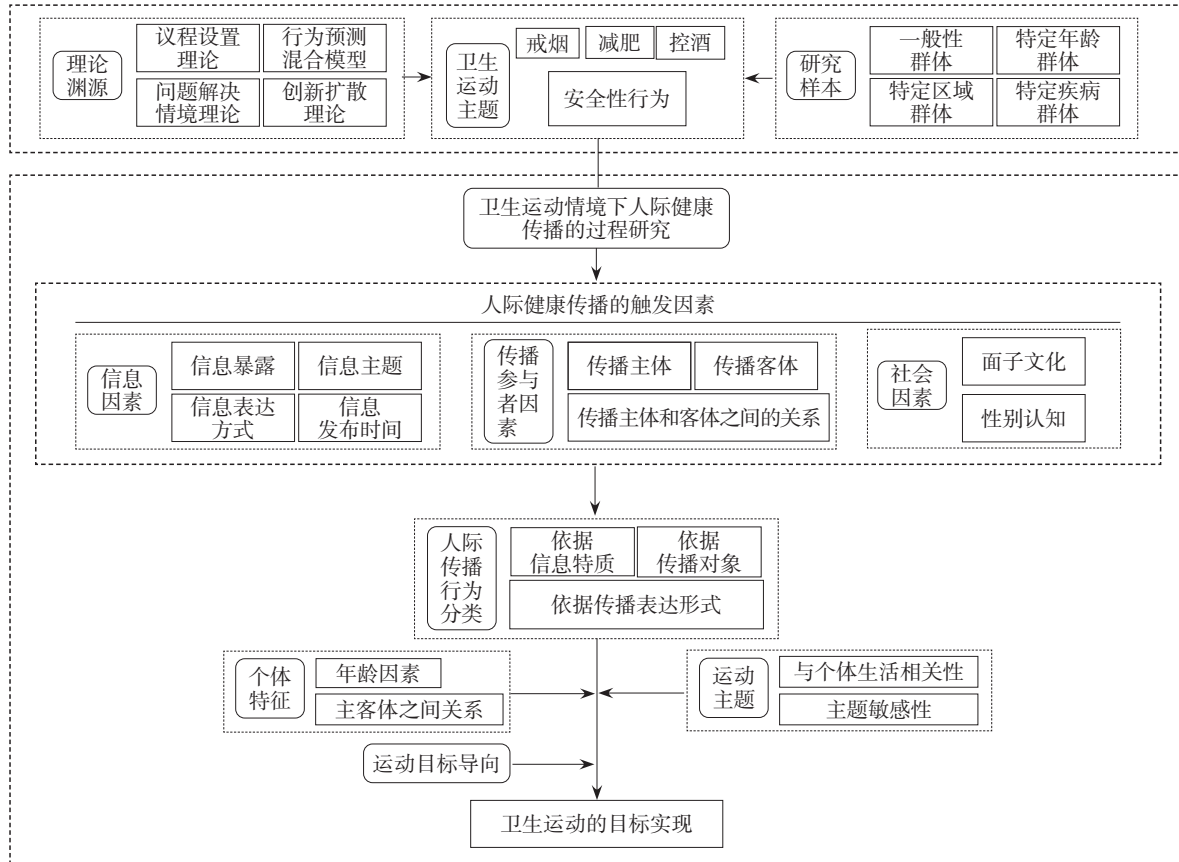 理论
渊源
议程设置
理论
行为预测
混合模型
问题解决
情境理论
创新扩散
理论
卫生
运动
主题
戒烟
减肥
控酒
安全性行为
研究
样本
一般性
群体
特定年龄
群体
特定区域
群体
特定疾病
群体
卫生运动情境下人际健康
传播的过程研究
人际健康传播的触发因素
信息
因素
信息暴露
信息主题
信息表达
方式
信息
发布时间
传播
参与
者因
素
传播主体
传播客体
传播主体和客体之间的关系
社会
因素
面子文化
性别认知
人际
传播
行为
分类
依据
信息特质
依据
传播对象
依据传播表达形式
个体
特征
年龄因素
主客体之间关系
运动
主题
与个体生活相关性
主题敏感性
运动目标导向
卫生运动的目标实现